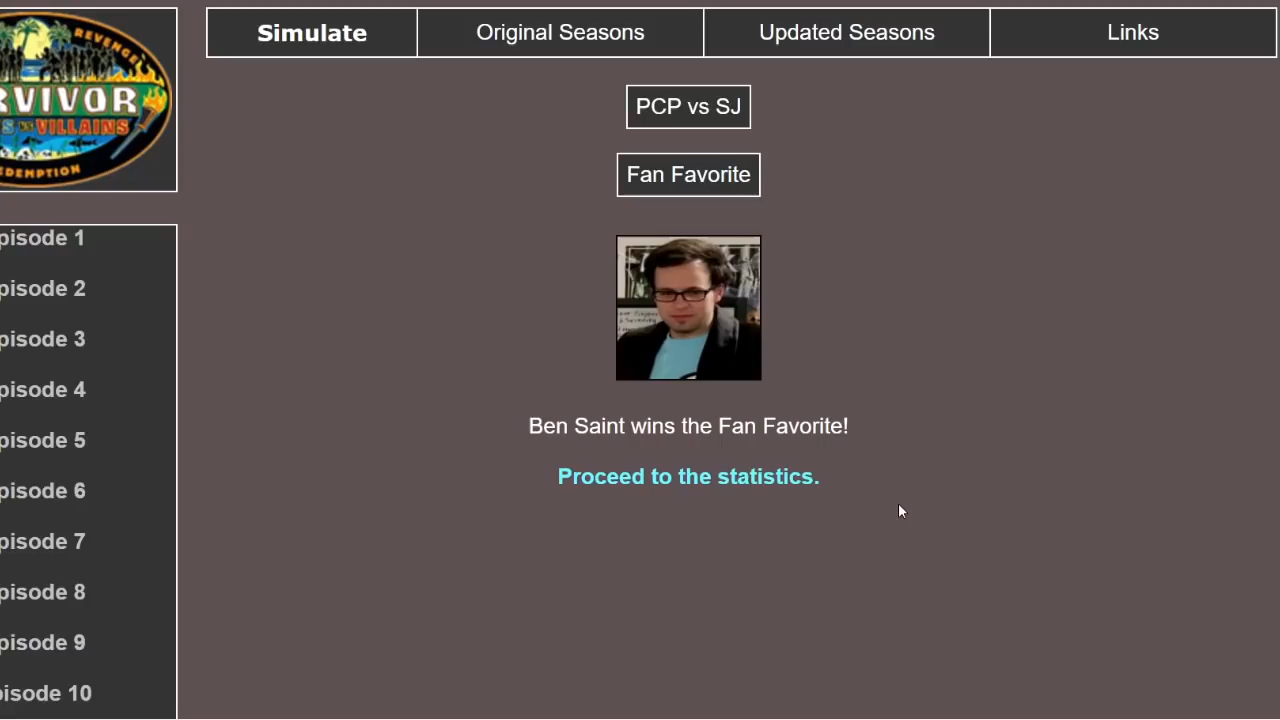 REVENGE
RVIVOR
S VS VILLAINS
EDEMPTION
Simulate
Original Seasons
Updated Seasons
Links
PCP vs SJ
Fan Favorite
Ben Saint wins the Fan Favorite!
Proceed to the statistics.
pisode 1
pisode 2
pisode 3
pisode 4
pisode 5
pisode 6
pisode 7
pisode 8
pisode 9
pisode 10